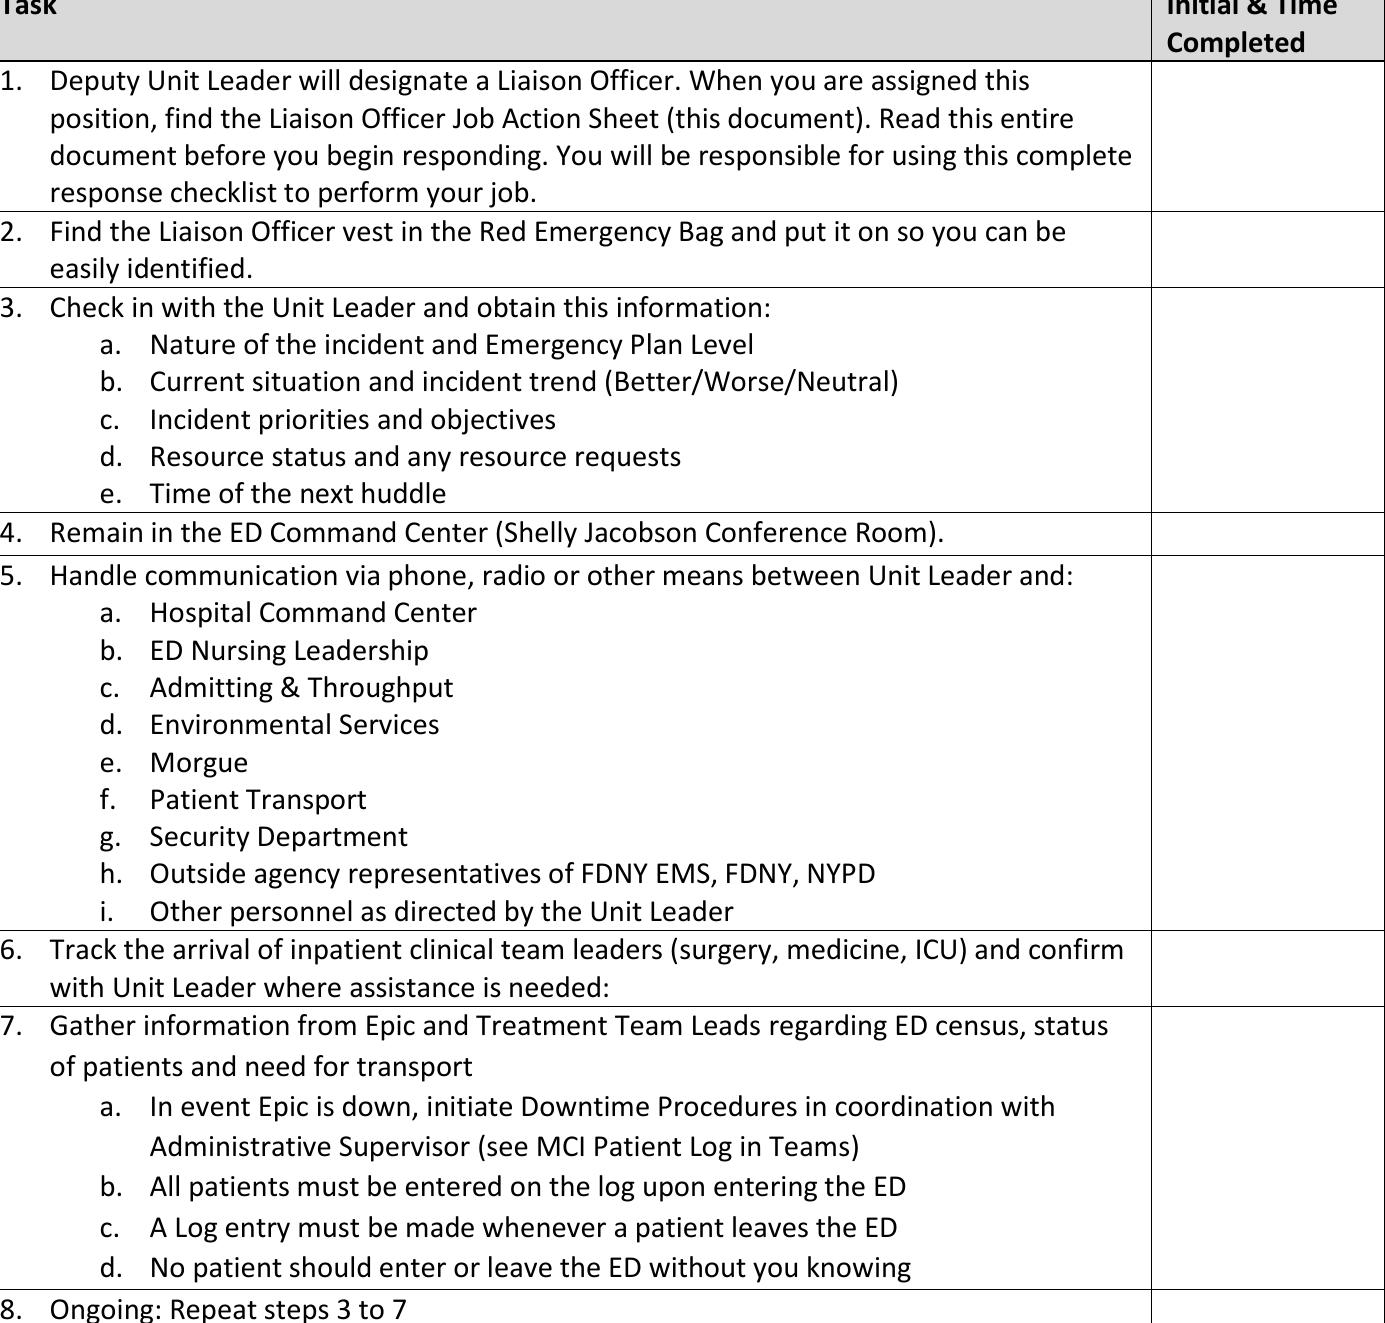 Task
Initial & Time
Completed
1. Deputy Unit Leader will designate a Liaison Officer. When you are assigned this
position, find the Liaison Officer Job Action Sheet (this document). Read this entire
document before you begin responding. You will be responsible for using this complete
response checklist to perform your job.
2. Find the Liaison Officer vest in the Red Emergency Bag and put it on so you can be
easily identified.
3. Check in with the Unit Leader and obtain this information:
a. Nature of the incident and Emergency Plan Level
b. Current situation and incident trend (Better/Worse/Neutral)
c. Incident priorities and objectives
d. Resource status and any resource requests
e. Time of the next huddle
4. Remain in the ED Command Center (Shelly Jacobson Conference Room).
5. Handle communication via phone, radio or other means between Unit Leader and:
a. Hospital Command Center
b. ED Nursing Leadership
c. Admitting & Throughput
d. Environmental Services
e. Morgue
f. Patient Transport
g. Security Department
h. Outside agency representatives of FDNY EMS, FDNY, NYPD
i. Other personnel as directed by the Unit Leader
6. Track the arrival of inpatient clinical team leaders (surgery, medicine, ICU) and confirm
with Unit Leader where assistance is needed:
7. Gather information from Epic and Treatment Team Leads regarding ED census, status
of patients and need for transport
a. In event Epic is down, initiate Downtime Procedures in coordination with
Administrative Supervisor (see MCI Patient Log in Teams)
b. All patients must be entered on the log upon entering the ED
c. A Log entry must be made whenever a patient leaves the ED
d. No patient should enter or leave the ED without you knowing
8. Ongoing: Repeat steps 3 to 7